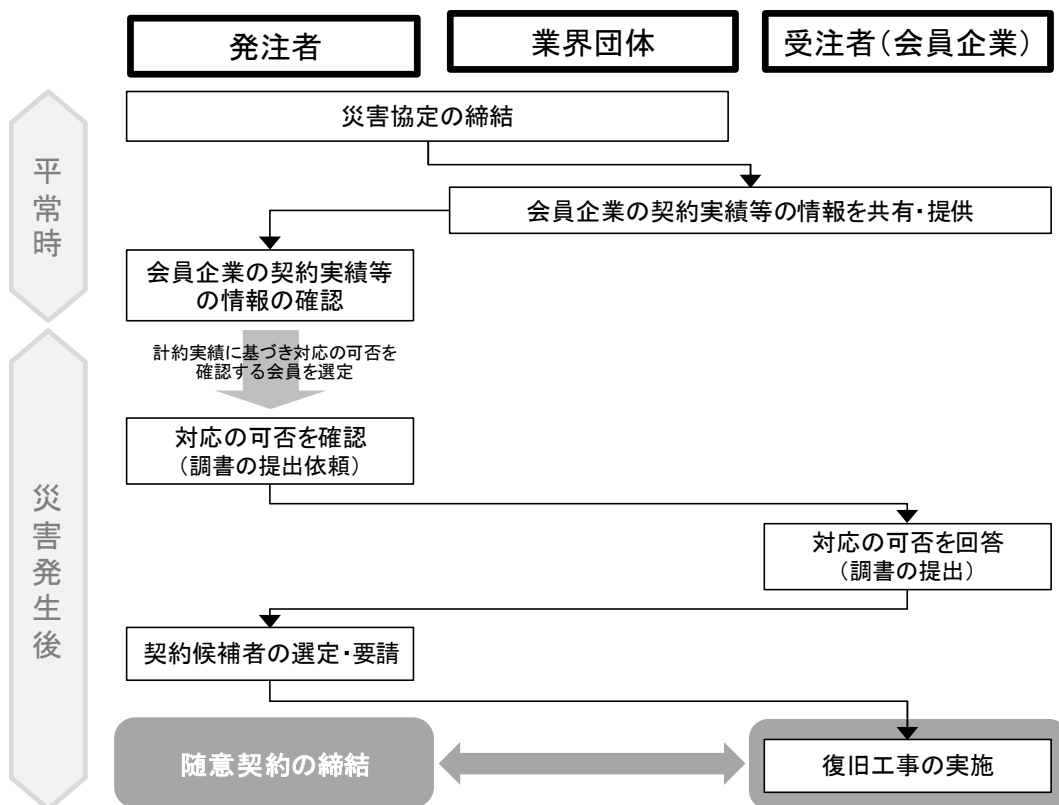 発注者
業界団体
受注者(会員企業)
平常時
災害協定の締結
会員企業の契約実績等の情報を共有・提供
会員企業の契約実績等
の情報の確認
災害発生後
計約実績に基づき対応の可否を
確認する会員を選定
対応の可否を確認
(調書の提出依頼)
対応の可否を回答
(調書の提出)
契約候補者の選定・要請
随意契約の締結
復旧工事の実施